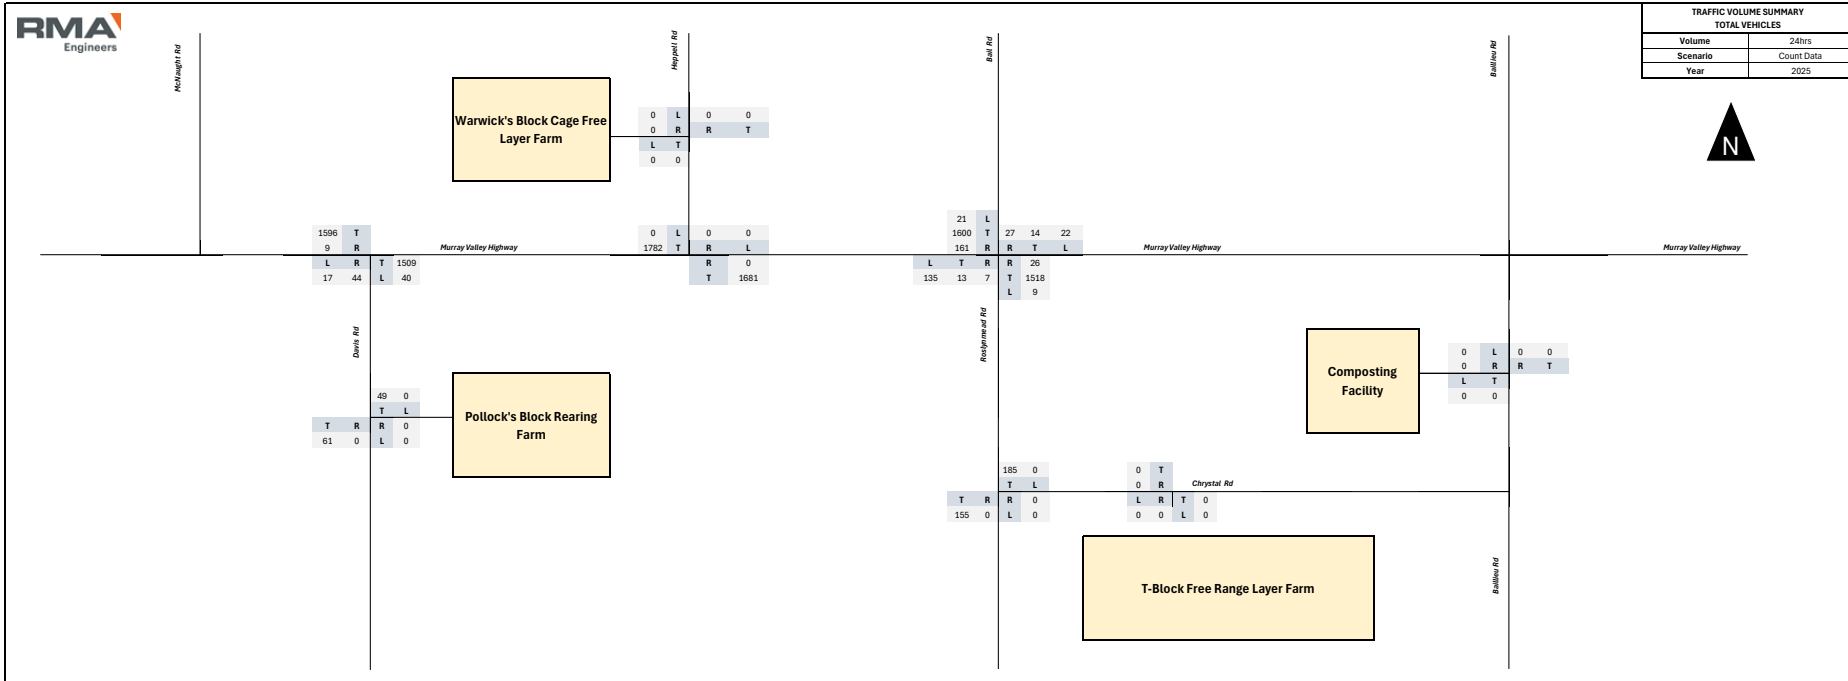 RMA
Engineers
TRAFFIC VOLUME SUMMARY
TOTAL VEHICLES
Volume 24hrs
Scenario Count Data
Year 2025
N
McNaught Rd
Heppell Rd
Ball Rd
Baillieu Rd
Warwick's Block Cage Free
Layer Farm
0 L 0 0
0 R R T
L T
0 0
1596 T
9 R
L R T 1509
17 44 L 40
Murray Valley Highway
0 L 0 0
1782 T R L
R 0
T 1681
21 L
1600 T 27 14 22
161 R R T L
L T R R 26
135 13 7 T 1518
L 9
Murray Valley Highway
Murray Valley Highway
Davis Rd
Roslynmead Rd
Pollock's Block Rearing
Farm
49 0
T L
T R R 0
61 0 L 0
Composting
Facility
0 L 0 0
0 R R T
L T
0 0
185 0
T L
T R R 0
155 0 L 0
0 T
0 R
L R T 0
0 0 L 0
Chrystal Rd
T-Block Free Range Layer Farm
Baillieu Rd